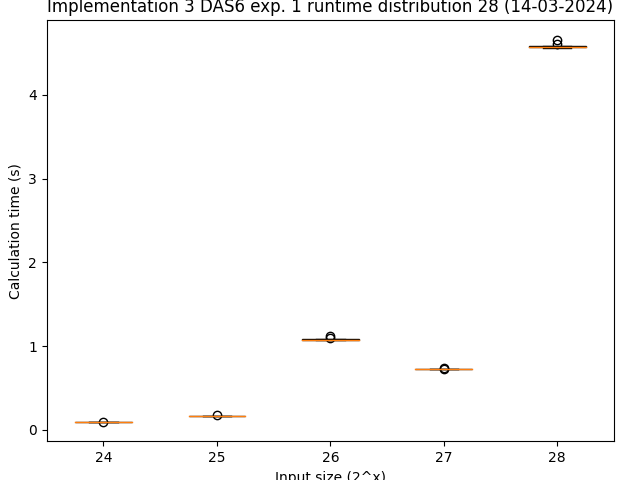 Implementation 3 DAS6 exp. 1 runtime distribution 28 (14-03-2024)
Calculation time (s)
4
3
2
1
0
24 25 26 27 28
Input size (2^x)